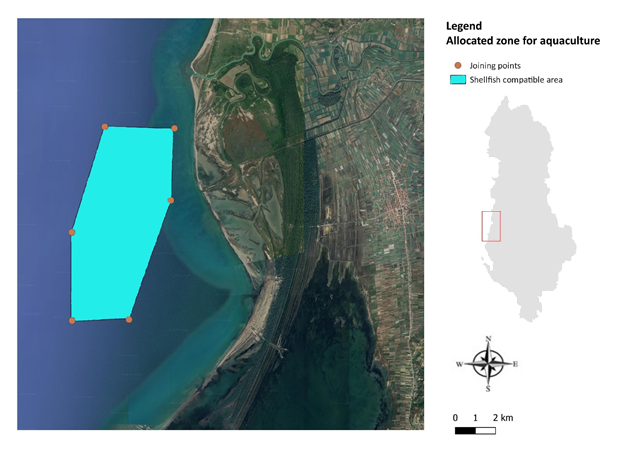 Legend
Allocated zone for aquaculture
Joining points
Shellfish compatible area
N
W E
S
0 1 2 km